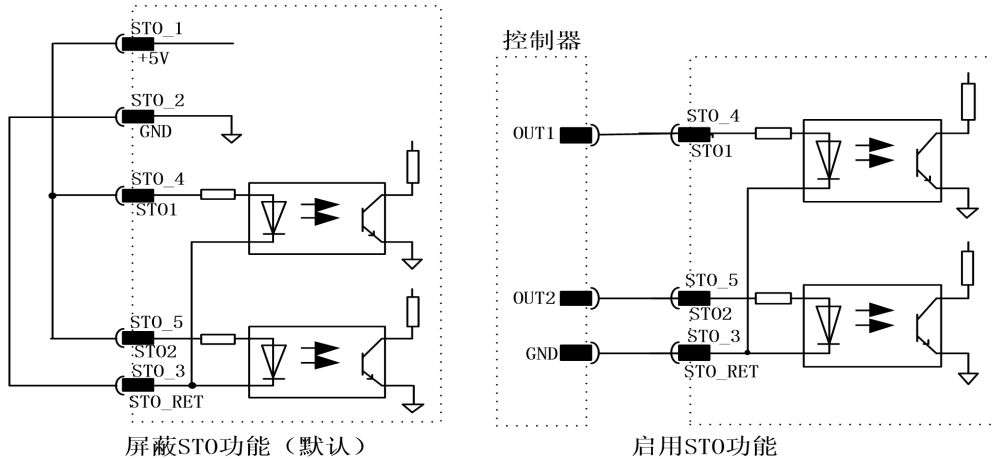 STO_1
+5V
STO_2
GND
STO_4
STO1
STO_5
STO2
STO_3
STO_RET
屏蔽STO功能（默认）
控制器
OUT1
STO_4
STO1
OUT2
STO_5
STO2
GND
STO_3
STO_RET
启用STO功能